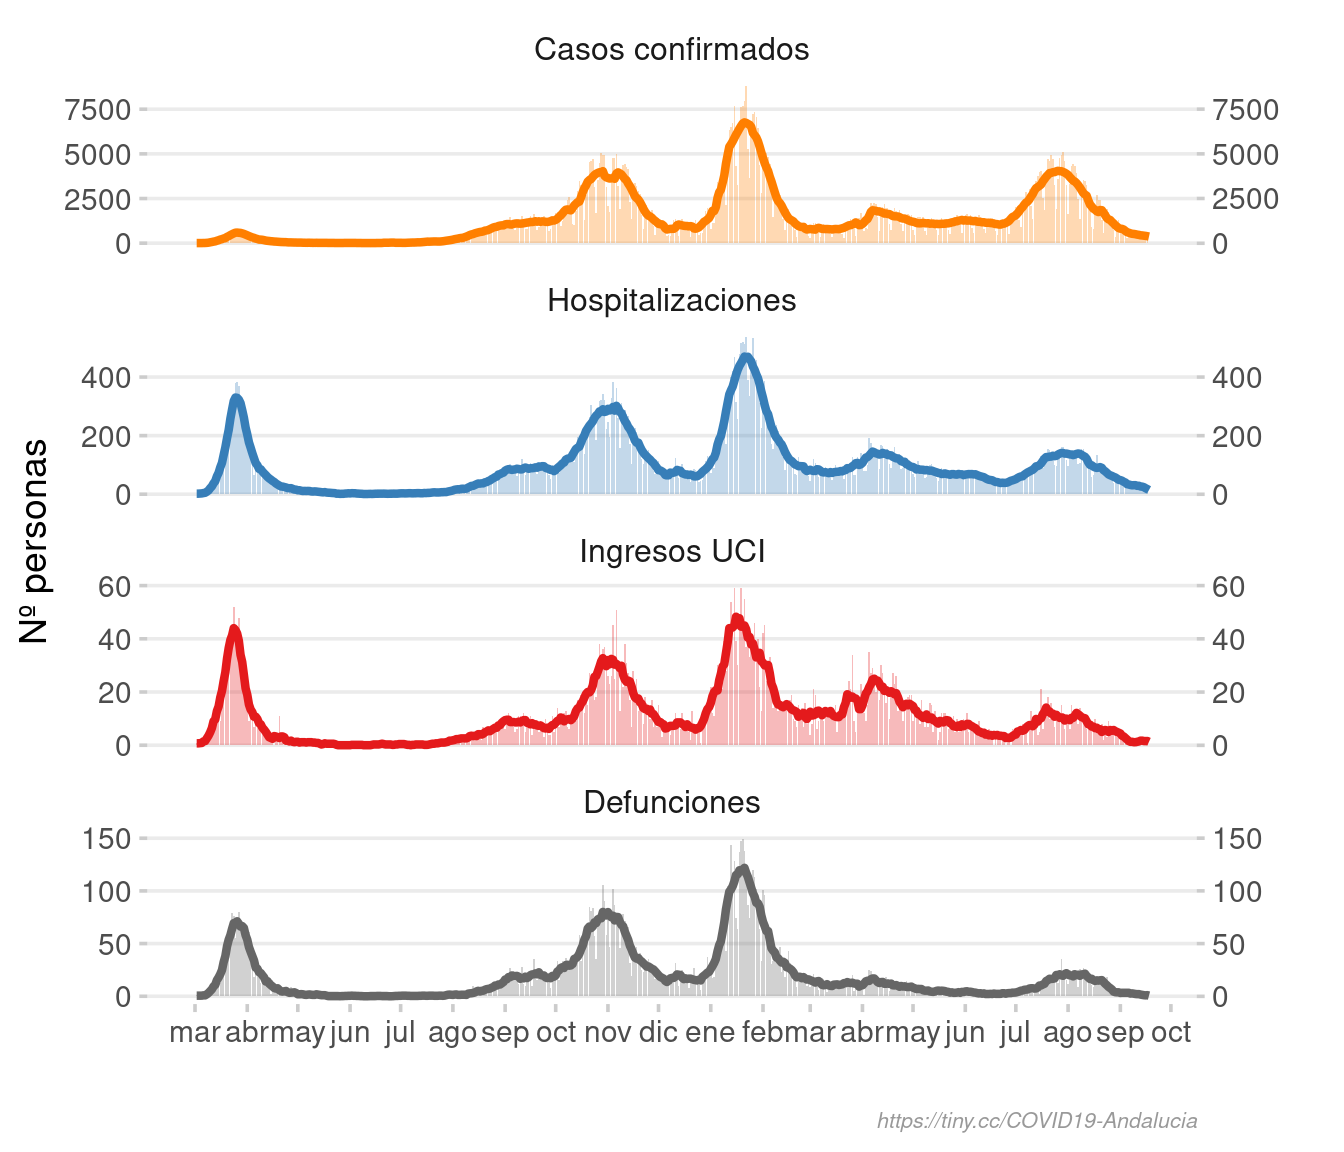 Casos confirmados
7500 7500
5000 5000
2500 2500
0 0
Hospitalizaciones
400 400
200 200
0 0
Nº personas
Ingresos UCI
60 60
40 40
20 20
0 0
Defunciones
150 150
100 100
50 50
0 0
mar abr may jun jul ago sep oct nov dic ene feb mar abr may jun jul ago sep oct
https://tiny.cc/COVID19-Andalucia